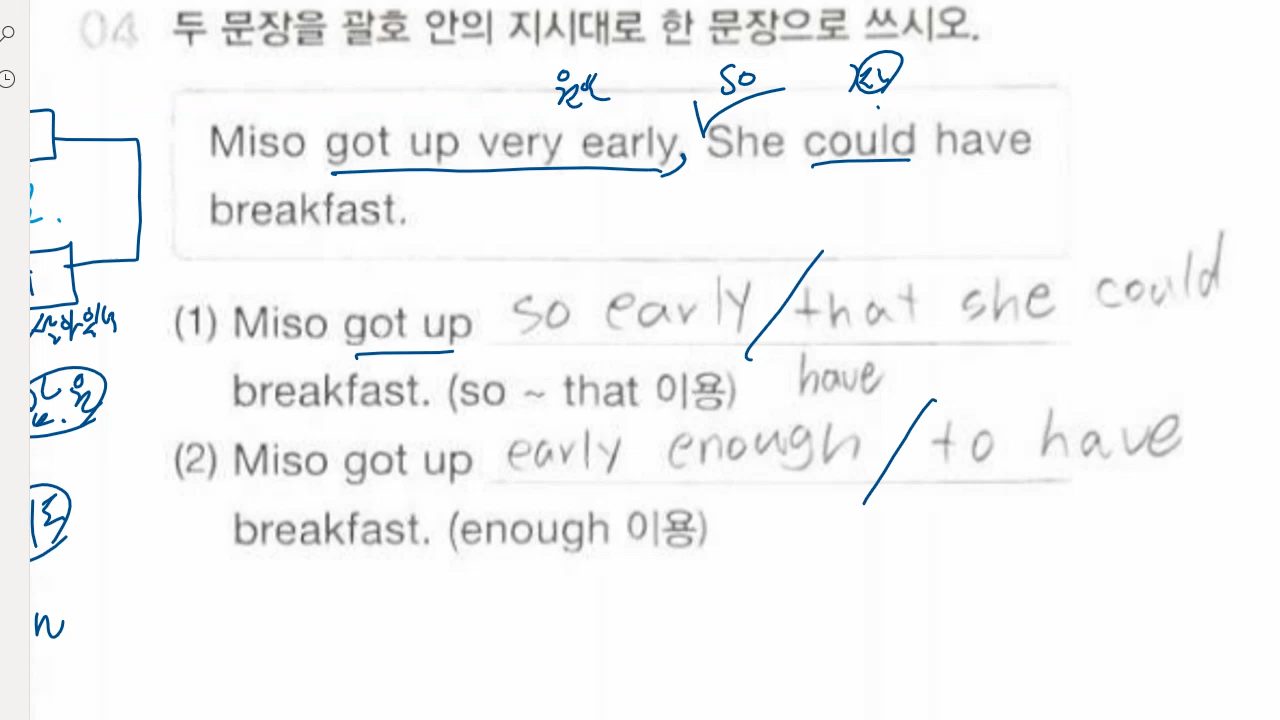 04 두 문장을 괄호 안의 지시대로 한 문장으로 쓰시오.
so
Miso got up very early, She could have
breakfast.
(1) Miso got up so early / that she could
breakfast. (so ~ that 이용) have
(2) Miso got up early enough / to have
breakfast. (enough 이용)
n